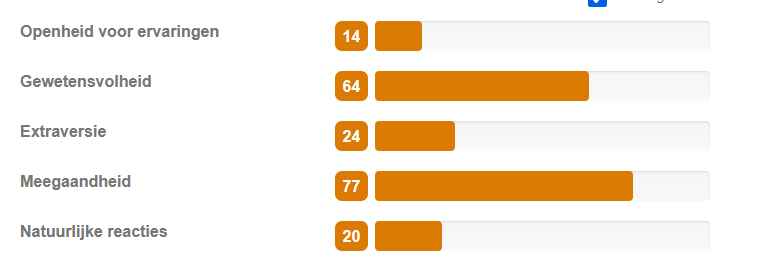 Openheid voor ervaringen 14
Gewetensvolheid 64
Extraversie 24
Meegaandheid 77
Natuurlijke reacties 20